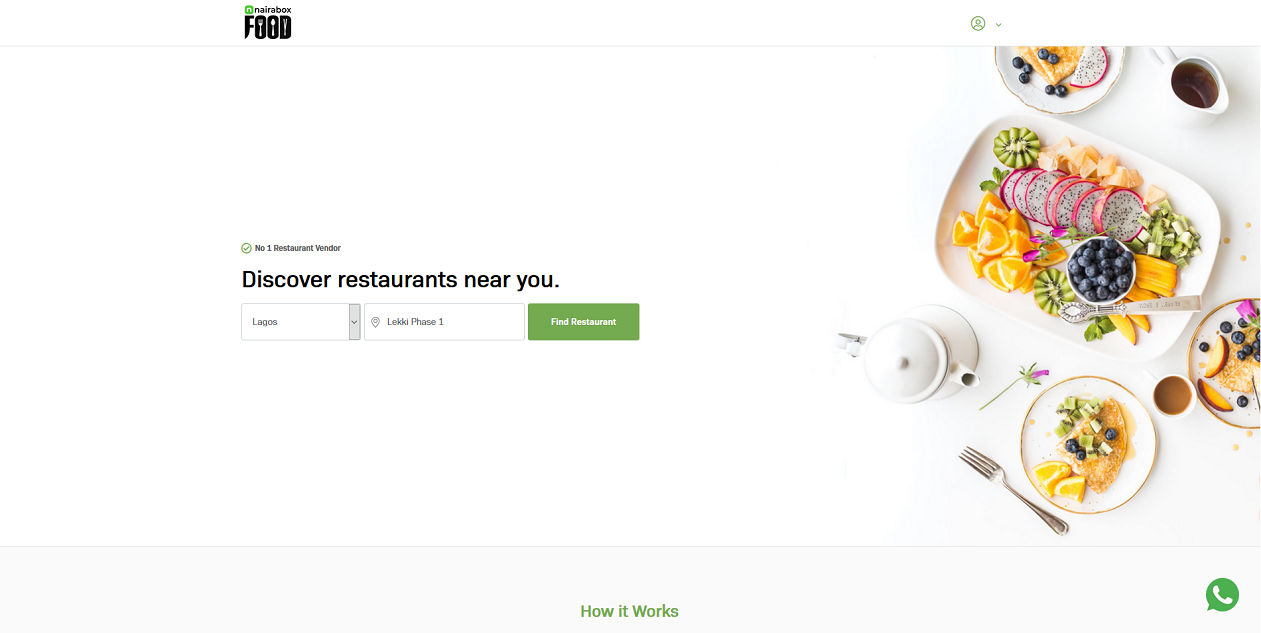 nairabox
FOOD
No 1 Restaurant Vendor
Discover restaurants near you.
Lagos
Lekki Phase 1
Find Restaurant
How it Works